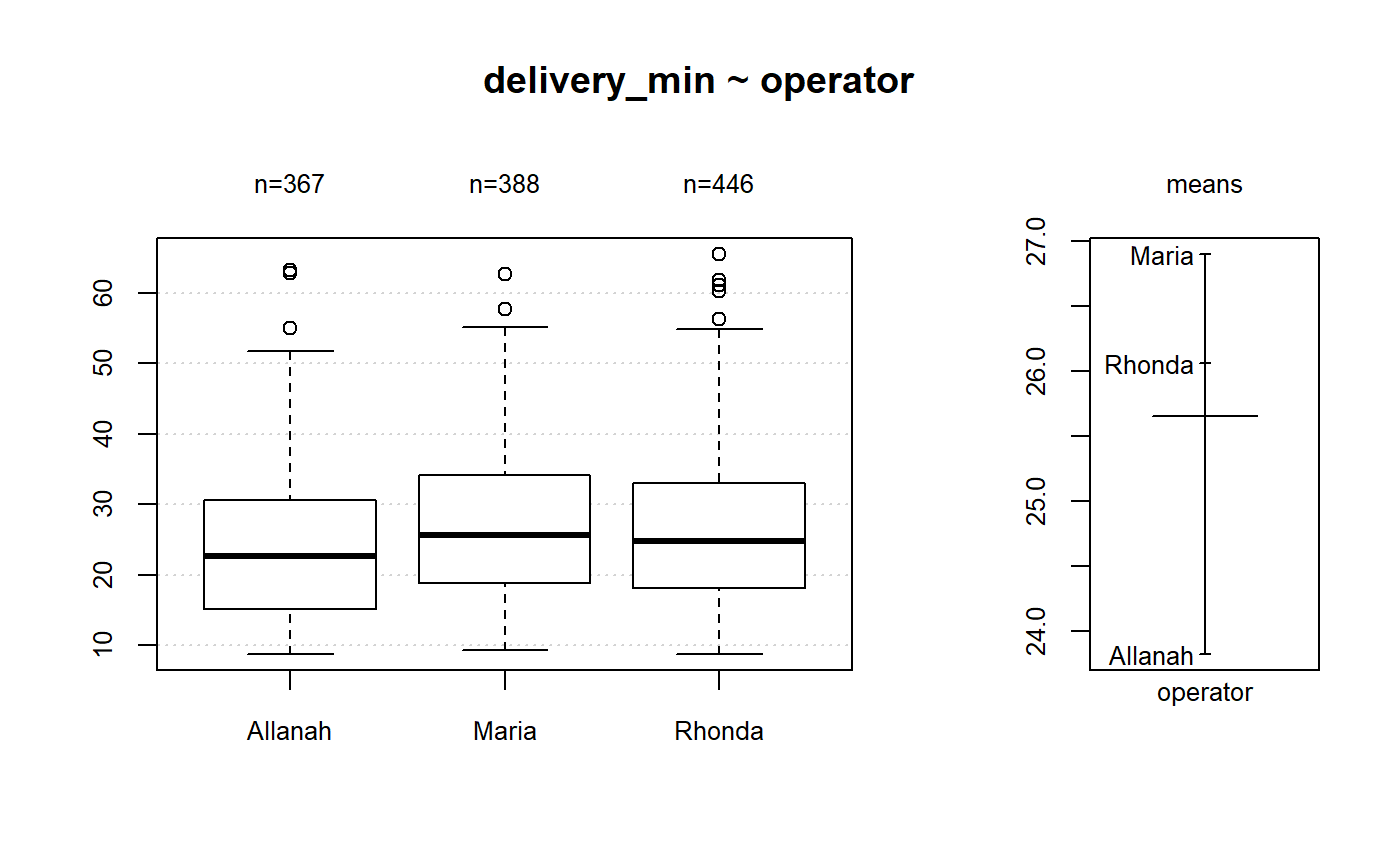 delivery_min ~ operator
n=367 n=388 n=446
means
60
50
40
30
20
10
Allanah Maria Rhonda
27.0
26.0
25.0
24.0
Maria
Rhonda
Allanah
operator